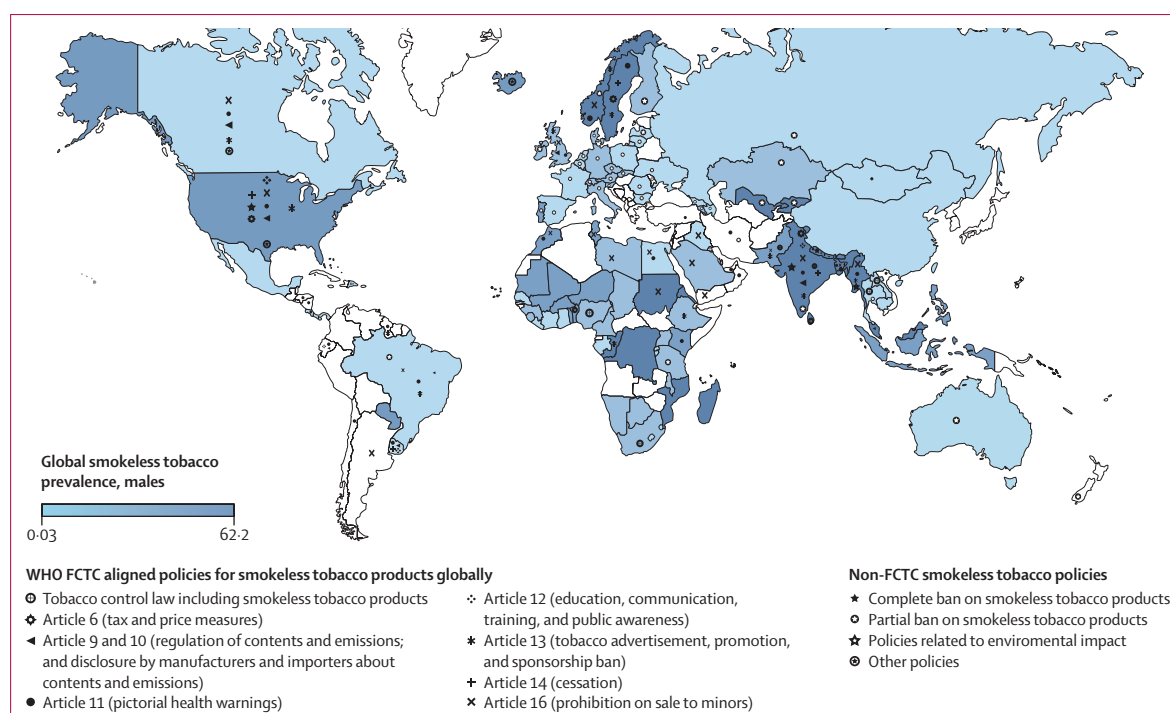 Global smokeless tobacco
prevalence, males
0·03
62·2
WHO FCTC aligned policies for smokeless tobacco products globally
Tobacco control law including smokeless tobacco products
Article 6 (tax and price measures)
Article 9 and 10 (regulation of contents and emissions;
and disclosure by manufacturers and importers about
contents and emissions)
Article 11 (pictorial health warnings)
Article 12 (education, communication,
training, and public awareness)
Article 13 (tobacco advertisement, promotion,
and sponsorship ban)
Article 14 (cessation)
Article 16 (prohibition on sale to minors)
Non-FCTC smokeless tobacco policies
Complete ban on smokeless tobacco products
Partial ban on smokeless tobacco products
Policies related to enviromental impact
Other policies